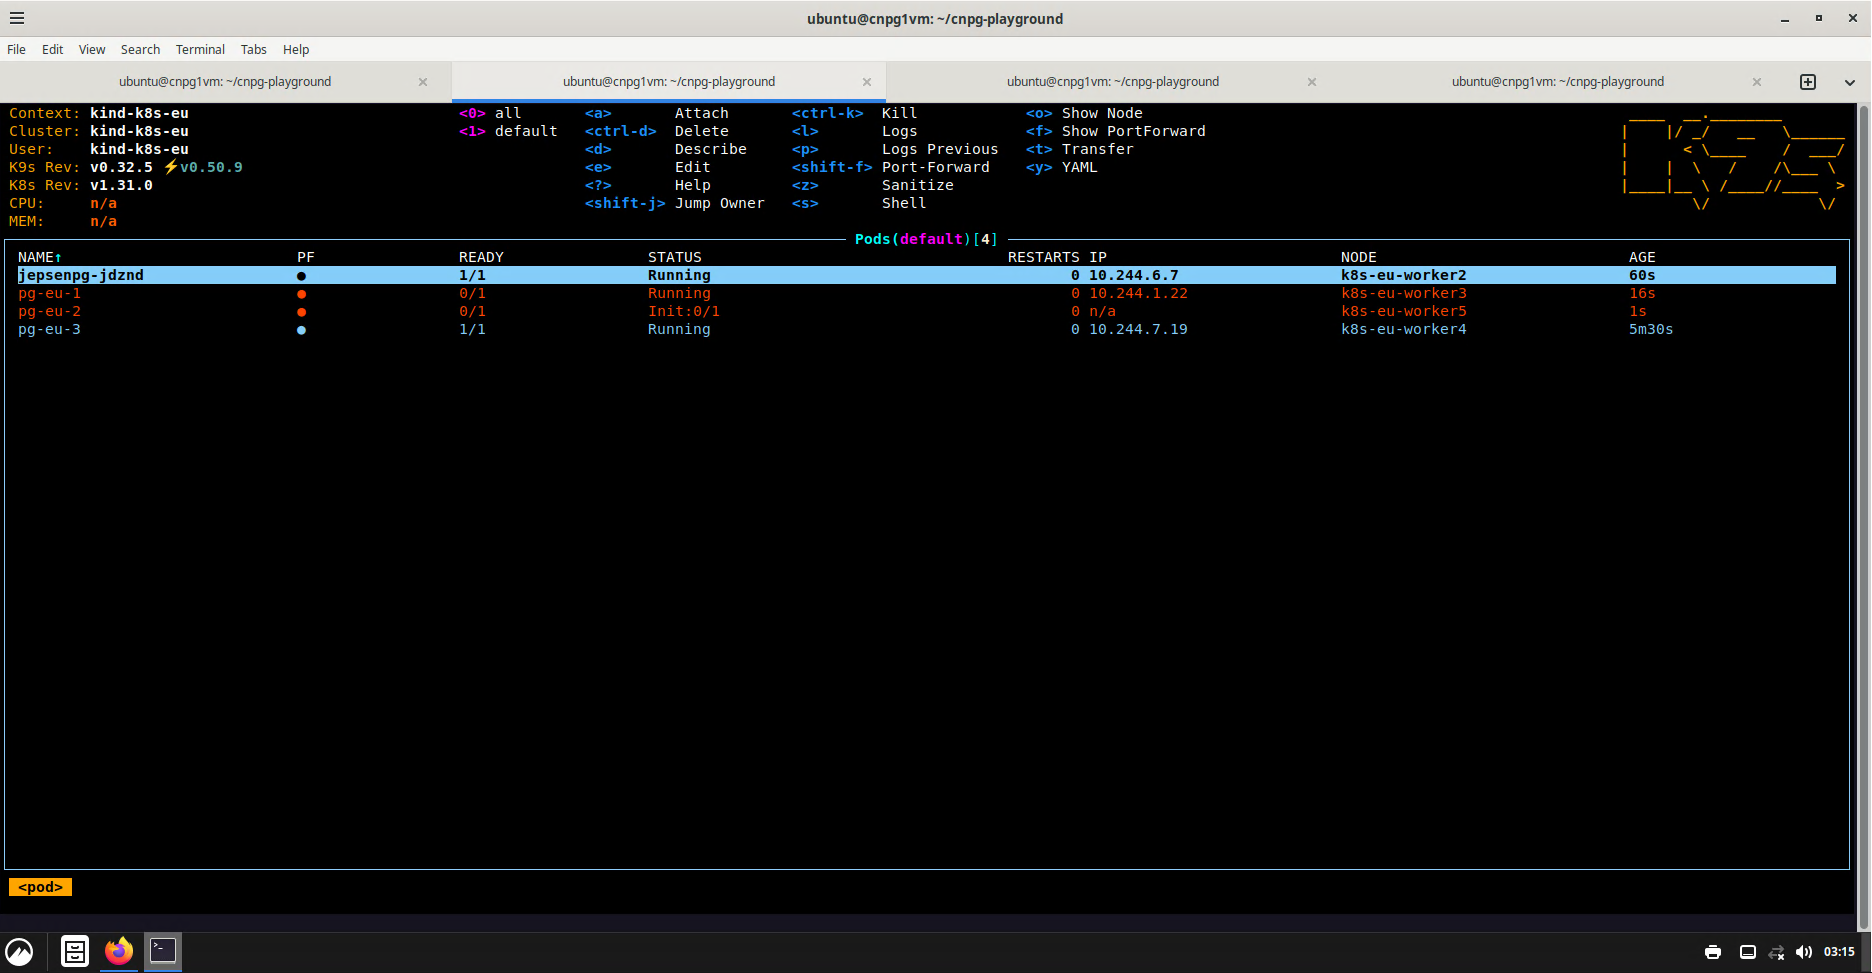 ubuntu@cnpg1vm: ~/cnpg-playground
File Edit View Search Terminal Tabs Help
ubuntu@cnpg1vm: ~/cnpg-playground ubuntu@cnpg1vm: ~/cnpg-playground ubuntu@cnpg1vm: ~/cnpg-playground ubuntu@cnpg1vm: ~/cnpg-playground
Context: kind-k8s-eu <0> all <a> Attach <ctrl-k> Kill <o> Show Node
Cluster: kind-k8s-eu <1> default <ctrl-d> Delete <l> Logs <f> Show PortForward
User: kind-k8s-eu <d> Describe <p> Logs Previous <t> Transfer
K9s Rev: v0.32.5 ⚡v0.50.9 <e> Edit <shift-f> Port-Forward <y> YAML
K8s Rev: v1.31.0 <?> Help <z> Sanitize
CPU: n/a <shift-j> Jump Owner <s> Shell
MEM: n/a
Pods(default)[4]
NAME↑ PF READY STATUS RESTARTS IP NODE AGE
jepsenpg-jdznd ● 1/1 Running 0 10.244.6.7 k8s-eu-worker2 60s
pg-eu-1 ● 0/1 Running 0 10.244.1.22 k8s-eu-worker3 16s
pg-eu-2 ● 0/1 Init:0/1 0 n/a k8s-eu-worker5 1s
pg-eu-3 ● 1/1 Running 0 10.244.7.19 k8s-eu-worker4 5m30s
<pod>
03:15